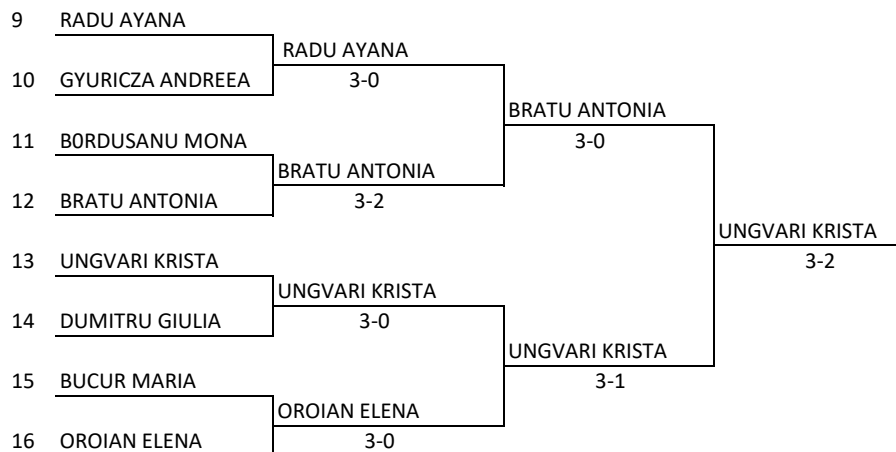 9 RADU AYANA
RADU AYANA
10 GYURICZA ANDREEA 3-0
BRATU ANTONIA
11 B0RDUSANU MONA 3-0
BRATU ANTONIA
12 BRATU ANTONIA 3-2
UNGVARI KRISTA
13 UNGVARI KRISTA 3-2
UNGVARI KRISTA
14 DUMITRU GIULIA 3-0
UNGVARI KRISTA
15 BUCUR MARIA 3-1
OROIAN ELENA
16 OROIAN ELENA 3-0